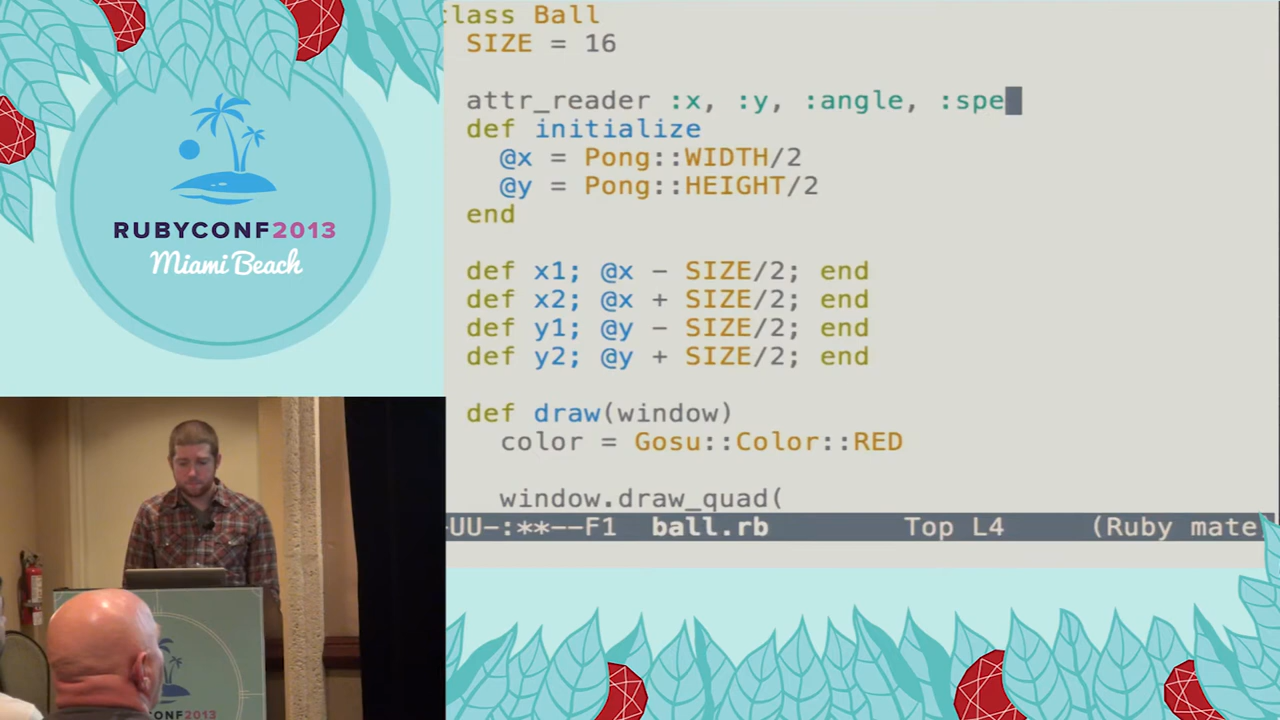 RUBYCONF2013
Miami Beach
class Ball
SIZE = 16
attr_reader :x, :y, :angle, :spe
def initialize
@x = Pong::WIDTH/2
@y = Pong::HEIGHT/2
end
def x1; @x - SIZE/2; end
def x2; @x + SIZE/2; end
def y1; @y - SIZE/2; end
def y2; @y + SIZE/2; end
def draw(window)
color = Gosu::Color::RED
window.draw_quad(
-UU-:**--F1 ball.rb Top L4 (Ruby mate
CONF2013